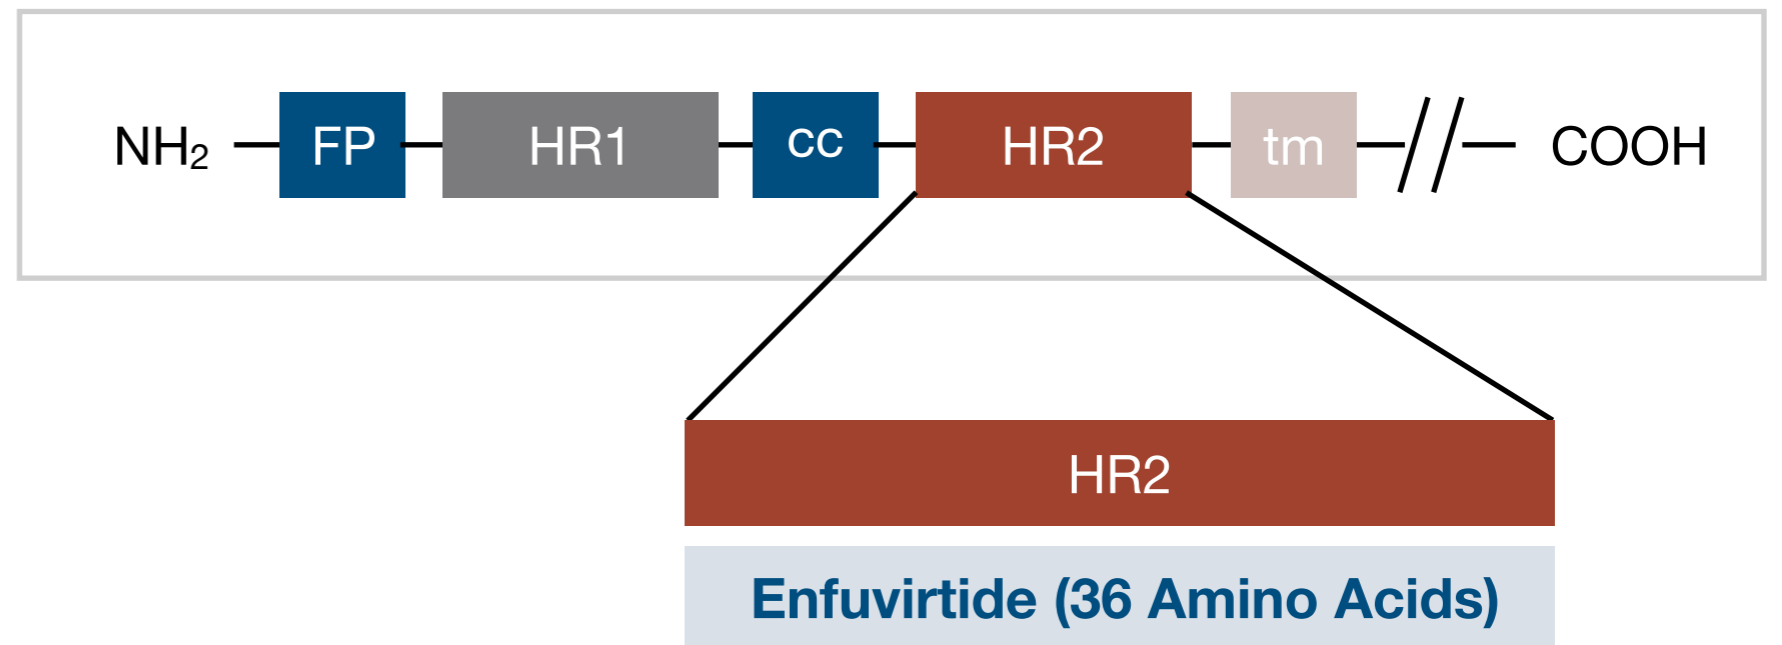 NH₂ FP HR1 cc HR2 tm COOH
HR2
Enfuvirtide (36 Amino Acids)